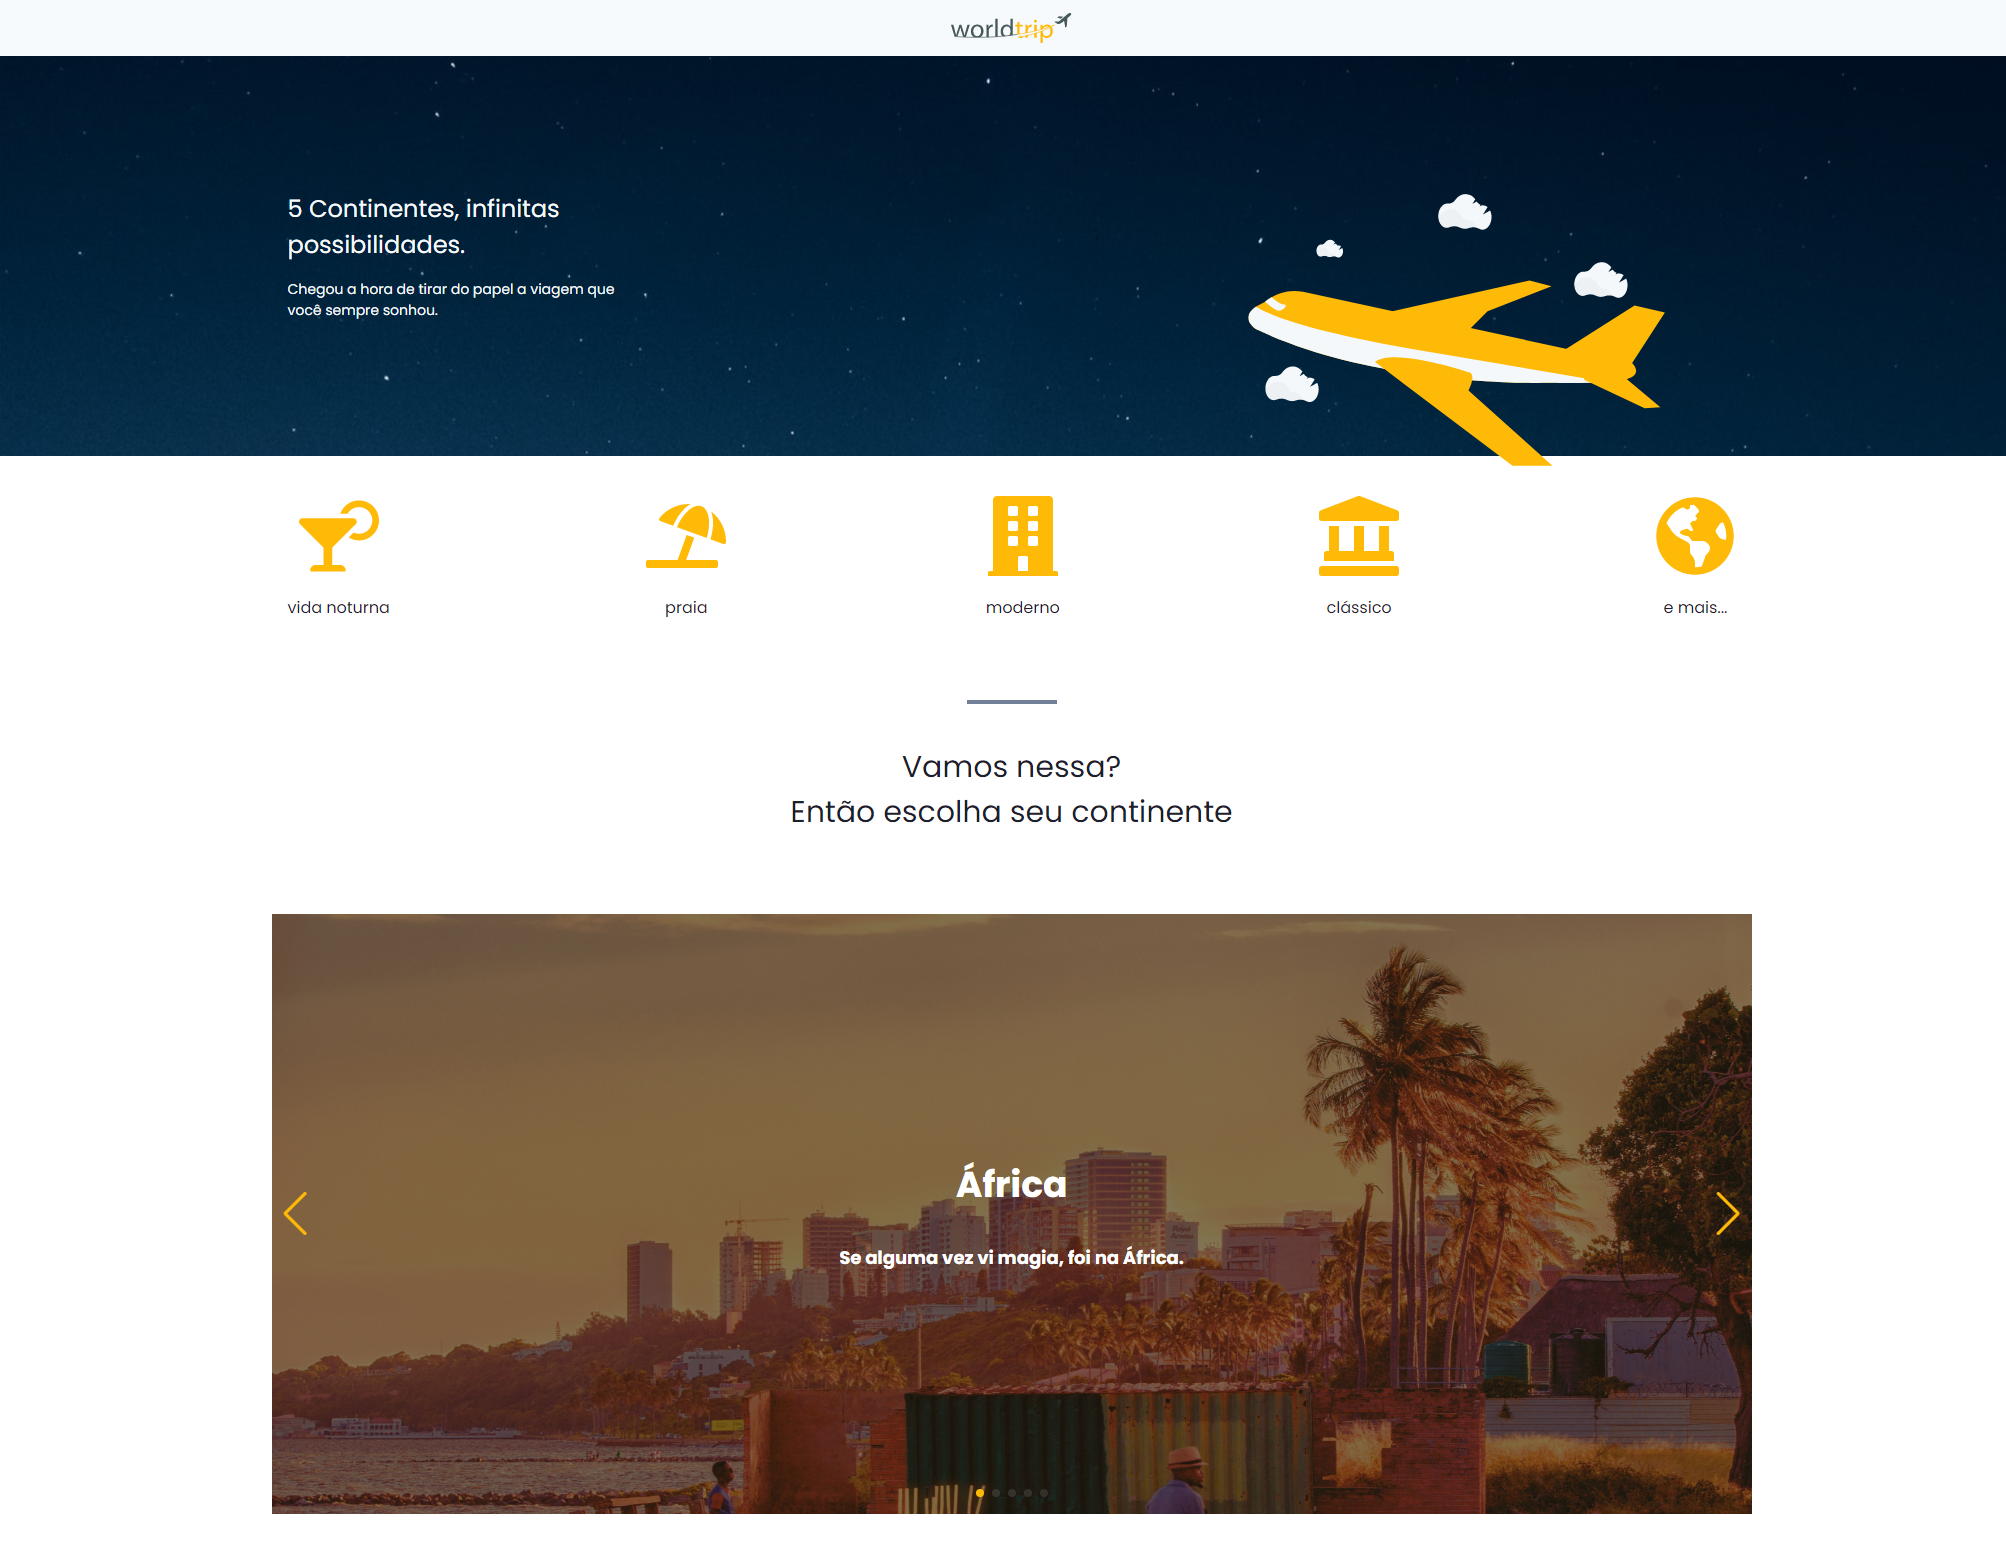 worldtrip
5 Continentes, infinitas
possibilidades.
Chegou a hora de tirar do papel a viagem que
você sempre sonhou.
vida noturna
praia
moderno
clássico
e mais...
Vamos nessa?
Então escolha seu continente
África
Se alguma vez vi magia, foi na África.